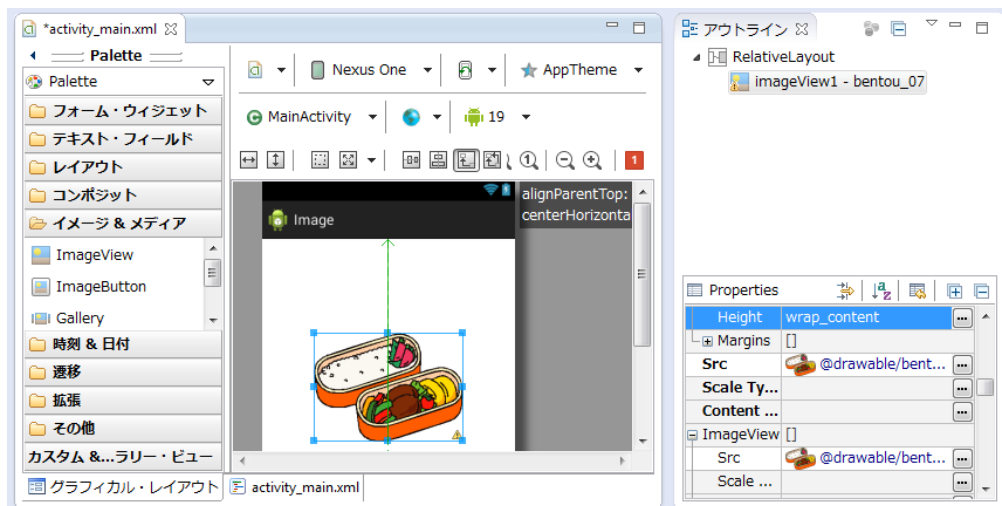 *activity_main.xml
Palette
Palette
フォーム・ウィジェット
テキスト・フィールド
レイアウト
コンポジット
イメージ & メディア
ImageView
ImageButton
Gallery
時刻 & 日付
遷移
拡張
その他
カスタム &...ラリー・ビュー
グラフィカル・レイアウト
activity_main.xml
Nexus One
AppTheme
MainActivity
19
1
1
Image
alignParentTop:
centerHorizonta
アウトライン
RelativeLayout
imageView1 - bentou_07
Properties
a
z
Height wrap_content
Margins []
Src @drawable/bent...
Scale Ty...
Content ...
ImageView []
Src @drawable/bent...
Scale ...